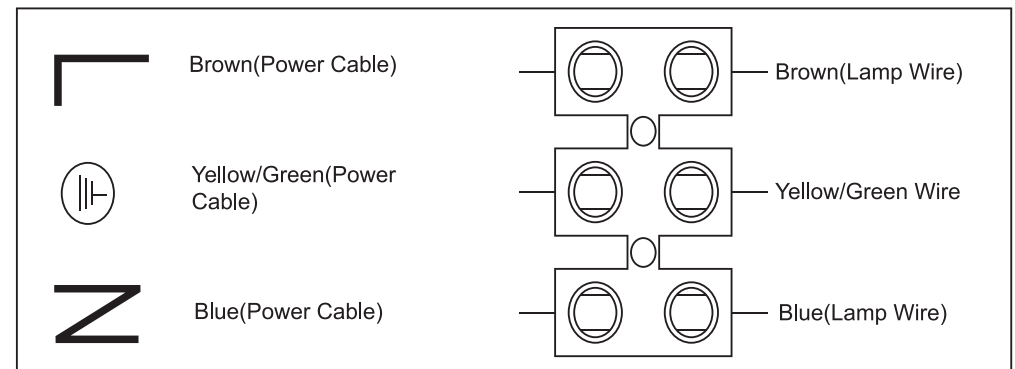 L
Brown(Power Cable)
Brown(Lamp Wire)
Yellow/Green(Power
Cable)
Yellow/Green Wire
N
Blue(Power Cable)
Blue(Lamp Wire)